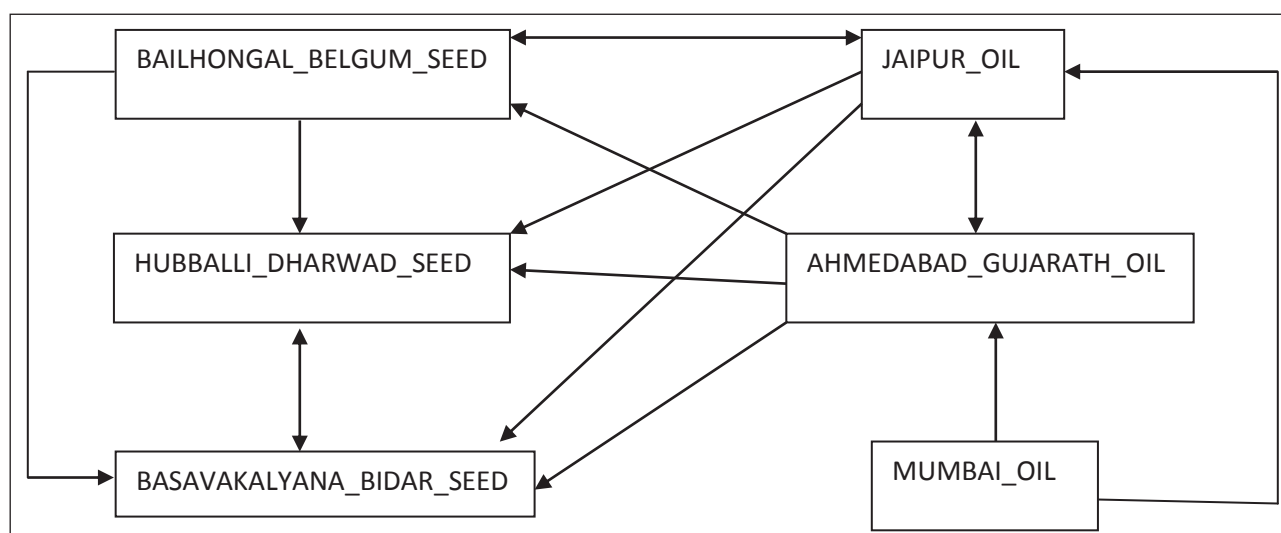 BAILHONGAL_BELGUM_SEED
JAIPUR_OIL
HUBBALLI_DHARWAD_SEED
AHMEDABAD_GUJARATH_OIL
BASAVAKALYANA_BIDAR_SEED
MUMBAI_OIL